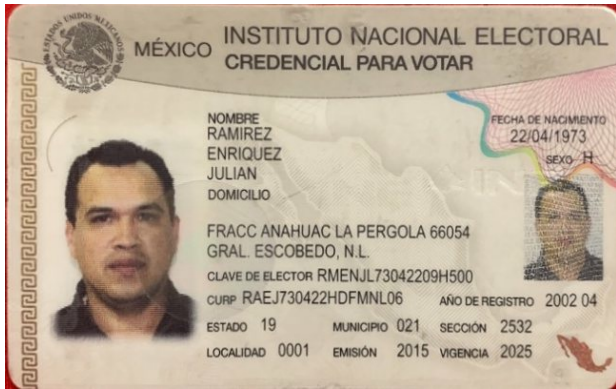 ESTADOS UNIDOS MEXICANOS
MÉXICO INSTITUTO NACIONAL ELECTORAL
CREDENCIAL PARA VOTAR
NOMBRE
RAMIREZ
ENRIQUEZ
JULIAN
FECHA DE NACIMIENTO
22/04/1973
SEXO H
DOMICILIO
FRACC ANAHUAC LA PERGOLA 66054
GRAL. ESCOBEDO, N.L.
CLAVE DE ELECTOR RMENJL73042209H500
CURP RAEJ730422HDFMNL06 AÑO DE REGISTRO 2002 04
ESTADO 19 MUNICIPIO 021 SECCIÓN 2532
LOCALIDAD 0001 EMISIÓN 2015 VIGENCIA 2025